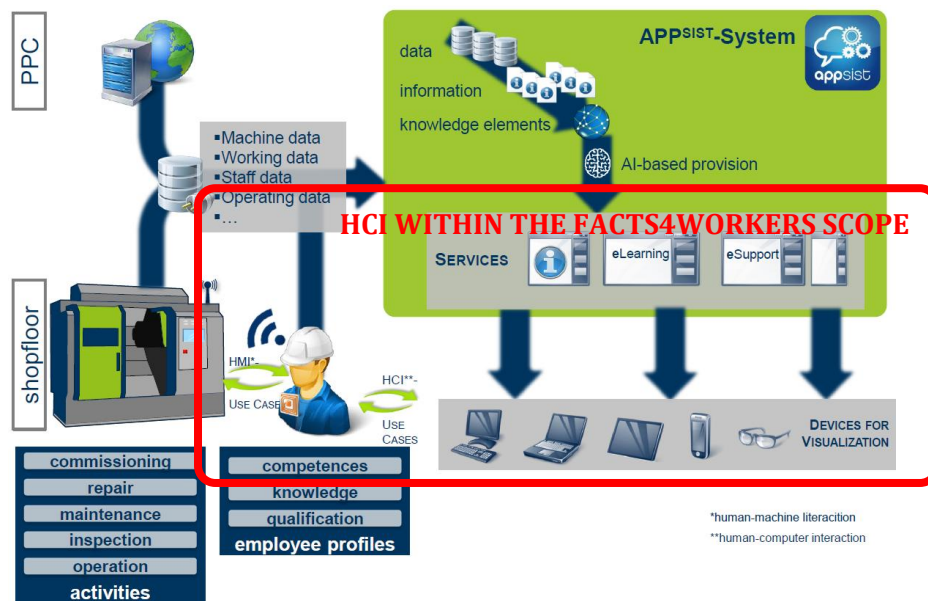 PPC
APPSIST-System
appsist
data
information
knowledge elements
AI-based provision
▪Machine data
▪Working data
▪Staff data
▪Operating data
▪...
HCI WITHIN THE FACTS4WORKERS SCOPE
SERVICES
eLearning
eSupport
shopfloor
HMI*-
USE CASE
HCI**-
USE
CASES
DEVICES FOR
VISUALIZATION
commissioning
repair
maintenance
inspection
operation
activities
competences
knowledge
qualification
employee profiles
*human-machine literacition
**human-computer interaction